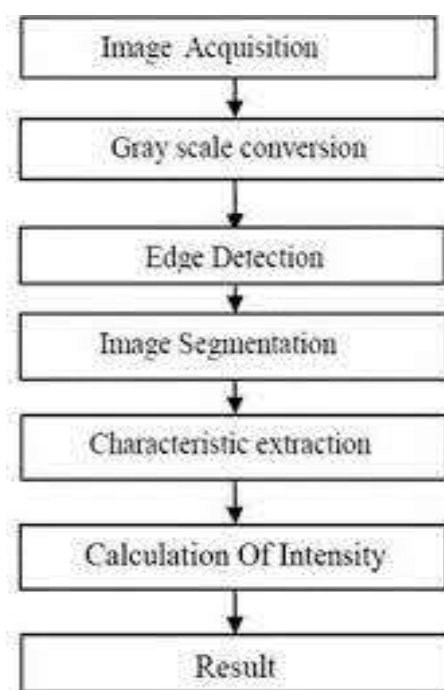 Image Acquisition
Gray scale conversion
Edge Detection
Image Segmentation
Characteristic extraction
Calculation Of Intensity
Result